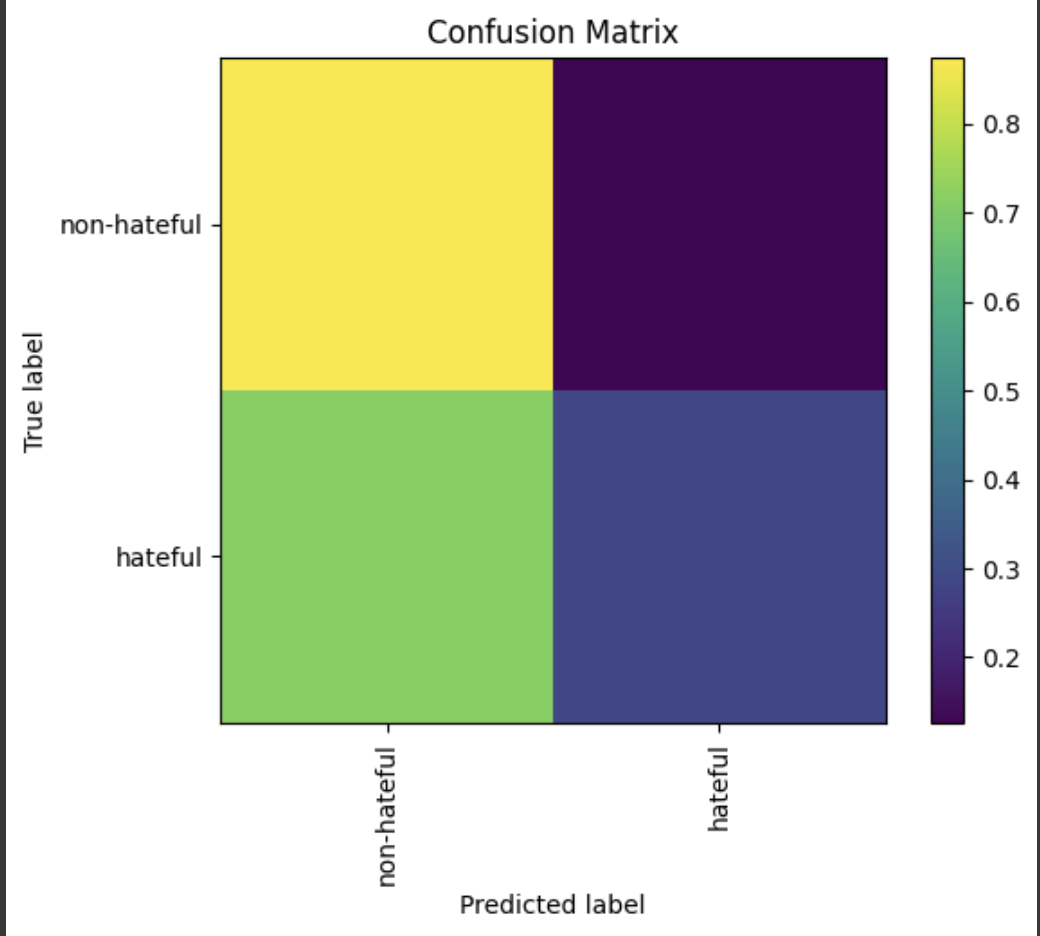 Confusion Matrix
True label
non-hateful
hateful
non-hateful
hateful
Predicted label
0.8
0.7
0.6
0.5
0.4
0.3
0.2